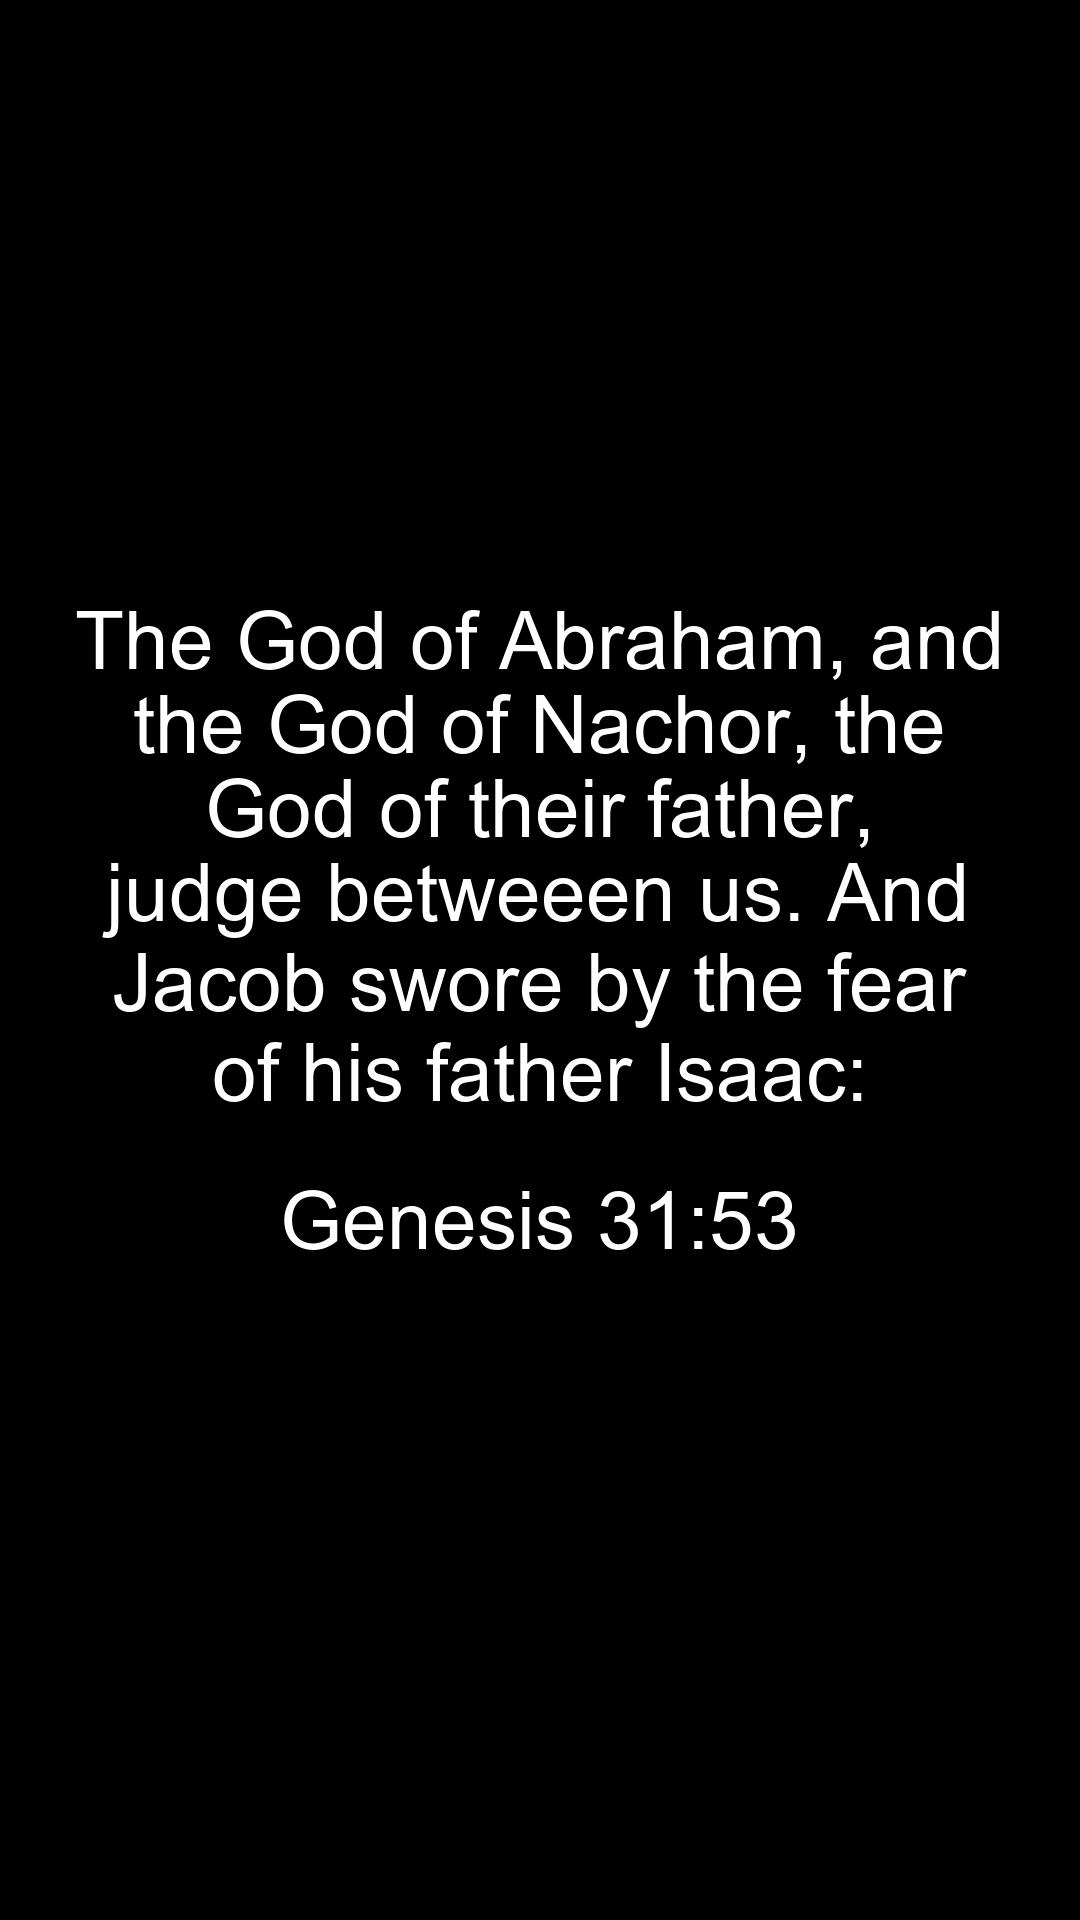 The God of Abraham, and
the God of Nachor, the
God of their father,
judge betweeen us. And
Jacob swore by the fear
of his father Isaac:
Genesis 31:53